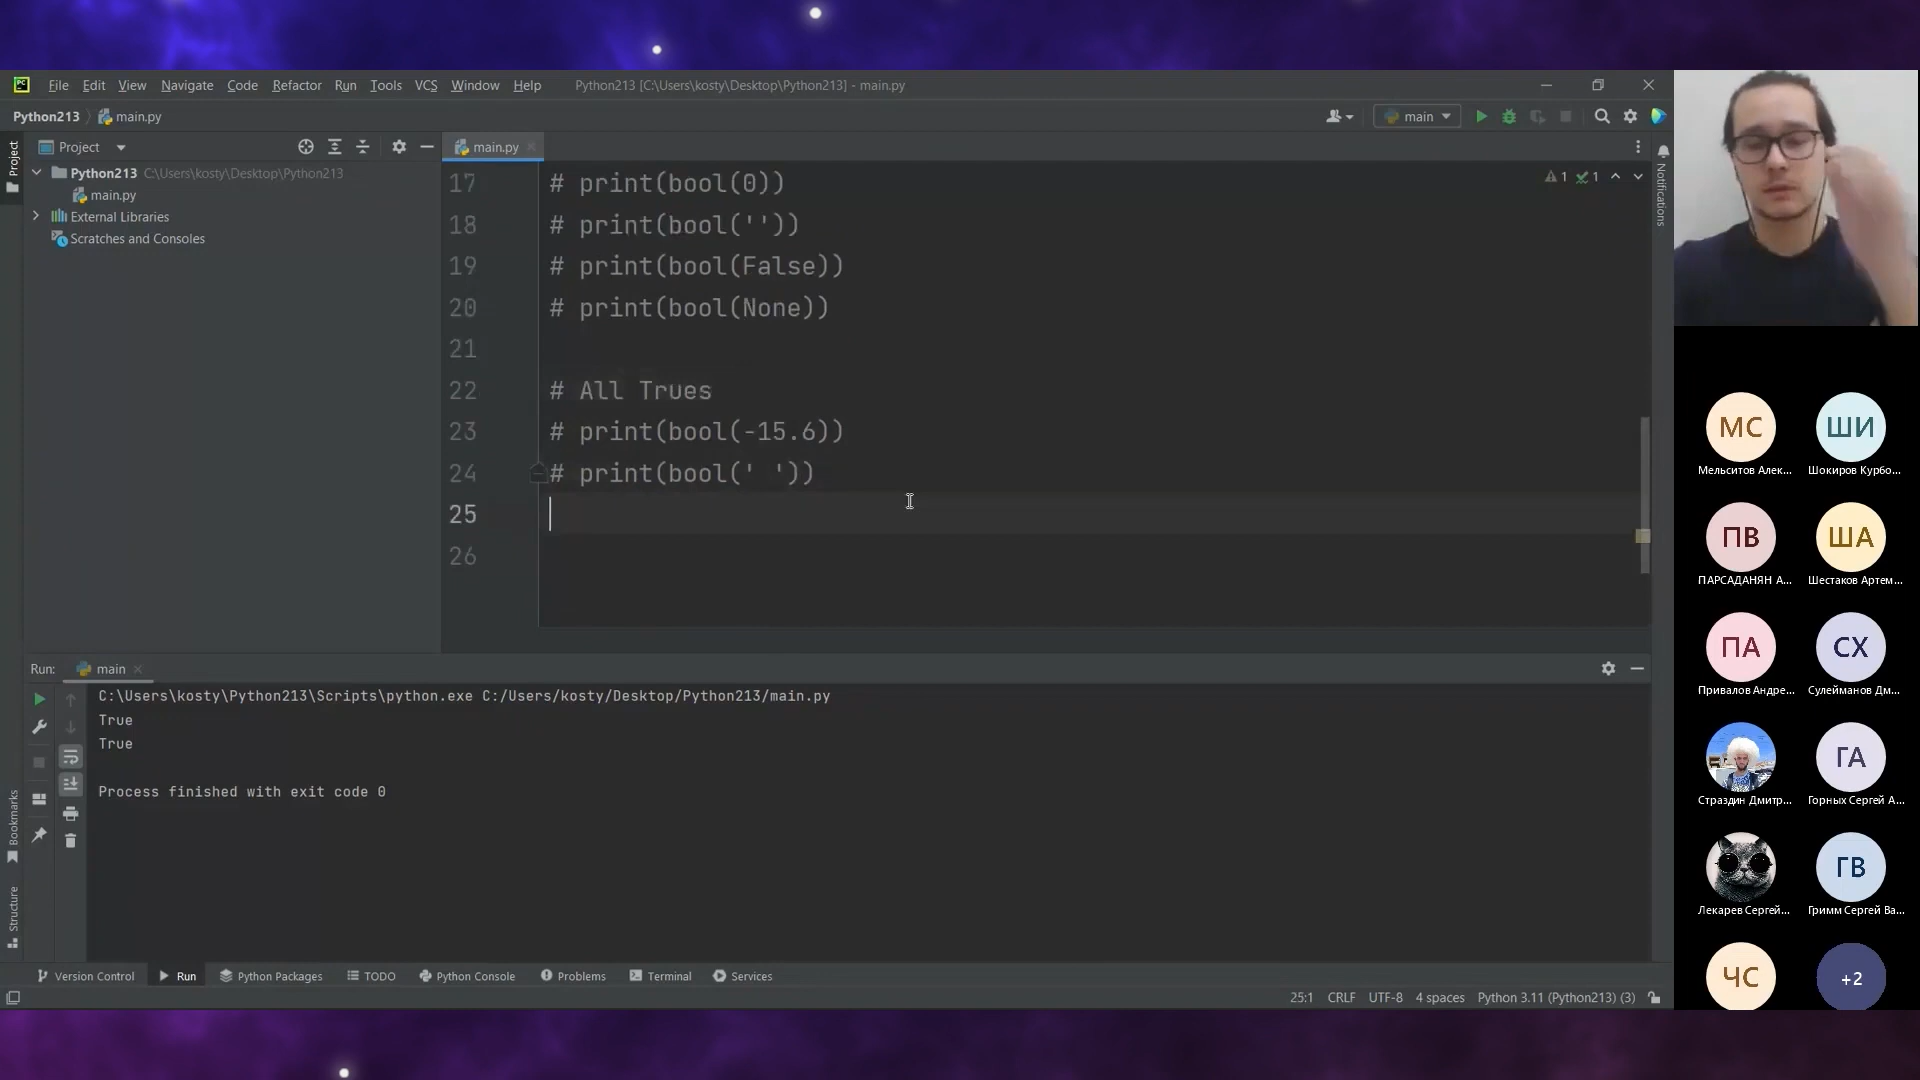 File Edit View Navigate Code Refactor Run Tools VCS Window Help Python213 [C:\Users\kosty\Desktop\Python213] - main.py
Python213 main.py main
Project
Project
main.py
Python213 C:\Users\kosty\Desktop\Python213
main.py
External Libraries
Scratches and Consoles
17 # print(bool(0))
18 # print(bool(''))
19 # print(bool(False))
20 # print(bool(None))
21
22 # All Trues
23 # print(bool(-15.6))
24 # print(bool(' '))
25
26
1 1
Notifications
Run: main
C:\Users\kosty\Python213\Scripts\python.exe C:/Users/kosty/Desktop/Python213/main.py
True
True
Process finished with exit code 0
Bookmarks
Structure
Version Control Run Python Packages TODO Python Console Problems Terminal Services
25:1 CRLF UTF-8 4 spaces Python 3.11 (Python213) (3)
МС ШИ
Мельситов Алек... Шокиров Курбо...
ПВ ША
ПАРСАДАНЯН А... Шестаков Артем...
ПА СХ
Привалов Андре... Сулейманов Дм...
ГА
Страздин Дмитр... Горных Сергей А...
ГВ
Лекарев Сергей... Гримм Сергей Ва...
ЧС +2